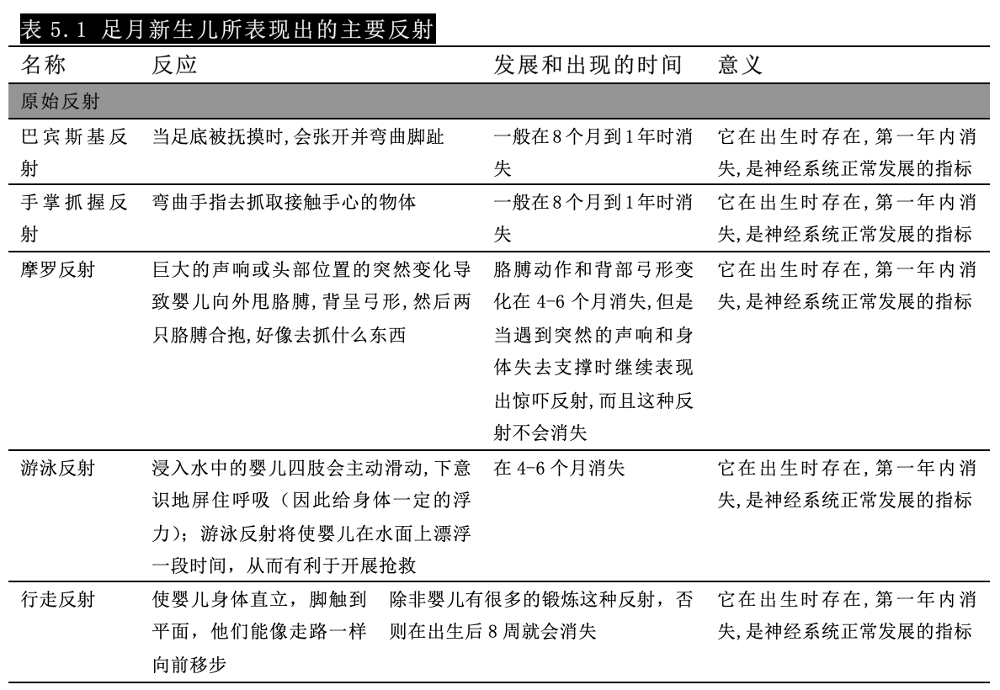 表 5.1 足月新生儿所表现出的主要反射
名称 反应 发展和出现的时间 意义
原始反射
巴宾斯基反 当足底被抚摸时,会张开并弯曲脚趾 一般在8个月到1年时消 它在出生时存在,第一年内消
射 失 失,是神经系统正常发展的指标
手掌抓握反 弯曲手指去抓取接触手心的物体 一般在8个月到1年时消 它在出生时存在,第一年内消
射 失 失,是神经系统正常发展的指标
摩罗反射 巨大的声响或头部位置的突然变化导 胳膊动作和背部弓形变 它在出生时存在,第一年内消
致婴儿向外甩胳膊,背呈弓形,然后两 化在 4-6 个月消失,但是 失,是神经系统正常发展的指标
只胳膊合抱,好像去抓什么东西 当遇到突然的声响和身
体失去支撑时继续表现
出惊吓反射,而且这种反
射不会消失
游泳反射 浸入水中的婴儿四肢会主动滑动,下意 在 4-6 个月消失 它在出生时存在,第一年内消
识地屏住呼吸（因此给身体一定的浮 失,是神经系统正常发展的指标
力）；游泳反射将使婴儿在水面上漂浮
一段时间，从而有利于开展抢救
行走反射 使婴儿身体直立，脚触到 除非婴儿有很多的锻炼这种反射，否 它在出生时存在,第一年内消
平面，他们能像走路一样 则在出生后 8 周就会消失 失,是神经系统正常发展的指标
向前移步